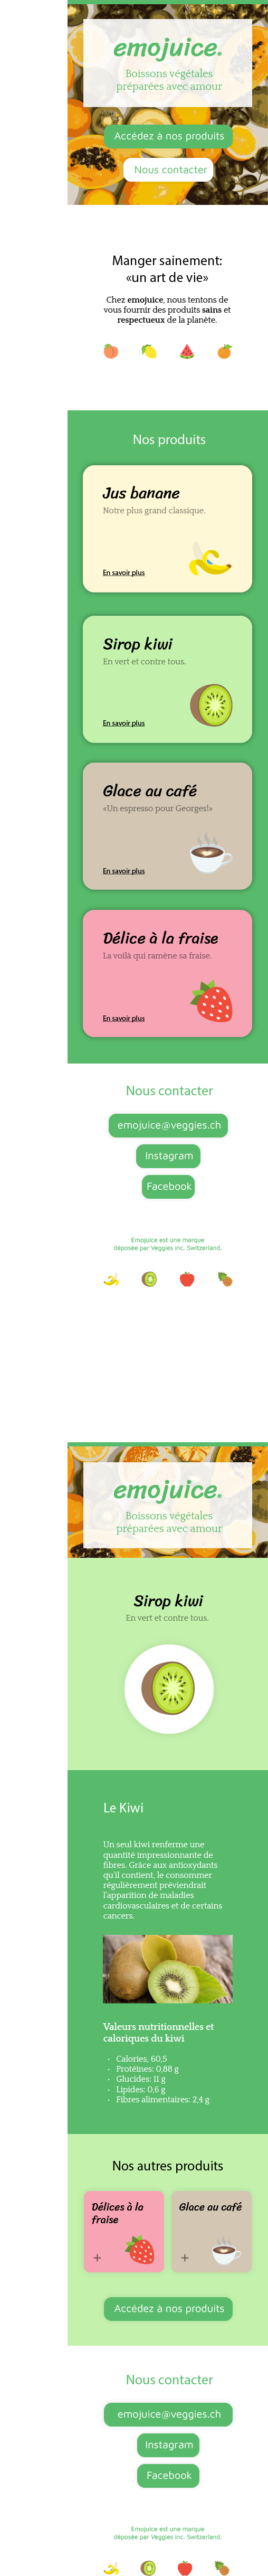 emojuice®
Boissons végétales
préparées avec amour
Accédez à nos produits
Nous contacter
Manger sainement:
«un art de vie»
Chez emojuice, nous tentons de
vous fournir des produits sains et
respectueux de la planète.
Nos produits
Jus banane
Notre plus grand classique.
En savoir plus
Sirop kiwi
En vert et contre tous.
En savoir plus
Glace au café
«Un espresso pour Georges!»
En savoir plus
Délice à la fraise
La voilà qui ramène sa fraise.
En savoir plus
Nous contacter
emojuice@veggies.ch
Instagram
Facebook
Emojuice est une marque
déposée par Veggies inc. Switzerland.
emojuice®
Boissons végétales
préparées avec amour
Sirop kiwi
En vert et contre tous.
Le Kiwi
Un seul kiwi renferme une
quantité impressionnante de
fibres. Grâce aux antioxydants
qu'il contient, le consommer
régulièrement préviendrait
l'apparition de maladies
cardiovasculaires et de certains
cancers.
Valeurs nutritionnelles et
caloriques du kiwi
• Calories, 60,5
• Protéines: 0,88 g
• Glucides: 11 g
• Lipides: 0,6 g
• Fibres alimentaires: 2,4 g
Nos autres produits
Délices à la
fraise
+
Glace au café
+
Accédez à nos produits
Nous contacter
emojuice@veggies.ch
Instagram
Facebook
Emojuice est une marque
déposée par Veggies inc. Switzerland.